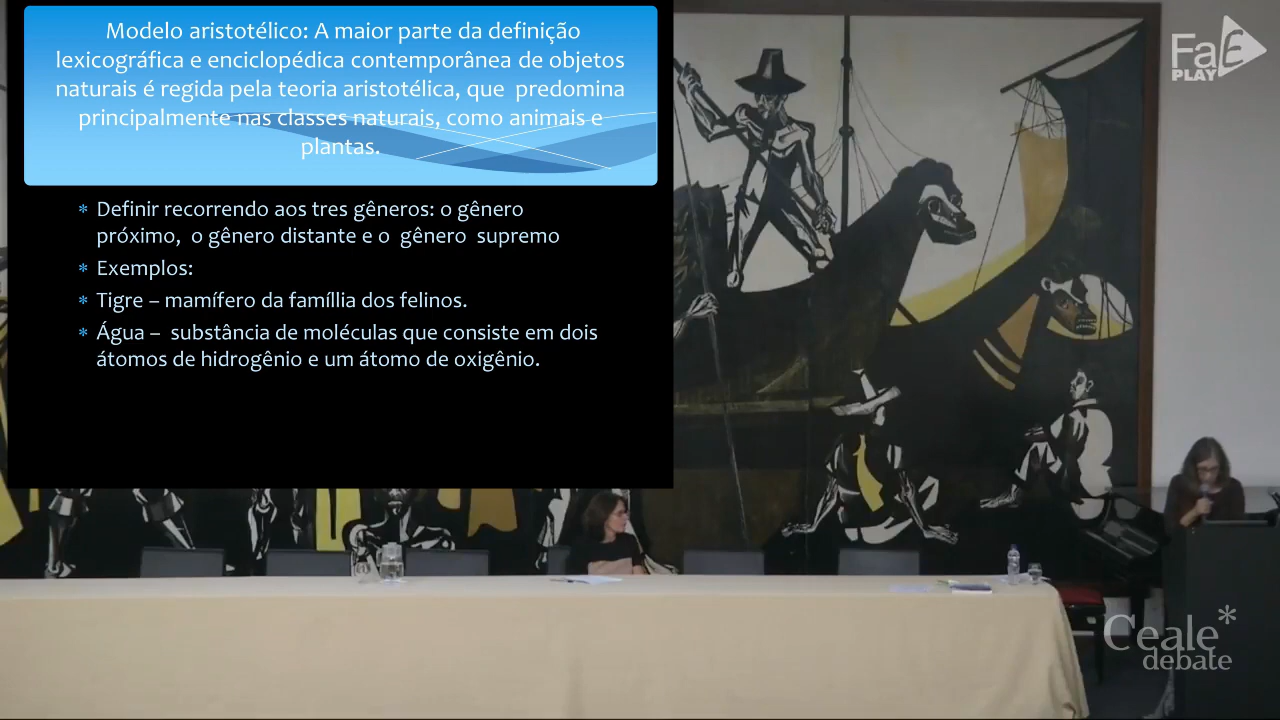 Modelo aristotélico: A maior parte da definição
lexicográfica e enciclopédica contemporânea de objetos
naturais é regida pela teoria aristotélica, que  predomina
principalmente nas classes naturais, como animais e
plantas.
* Definir recorrendo aos tres gêneros: o gênero
próximo,  o gênero distante e o  gênero  supremo
* Exemplos:
* Tigre – mamífero da famíllia dos felinos.
* Água –  substância de moléculas que consiste em dois
átomos de hidrogênio e um átomo de oxigênio.
FaE
PLAY
Ceale*
debate